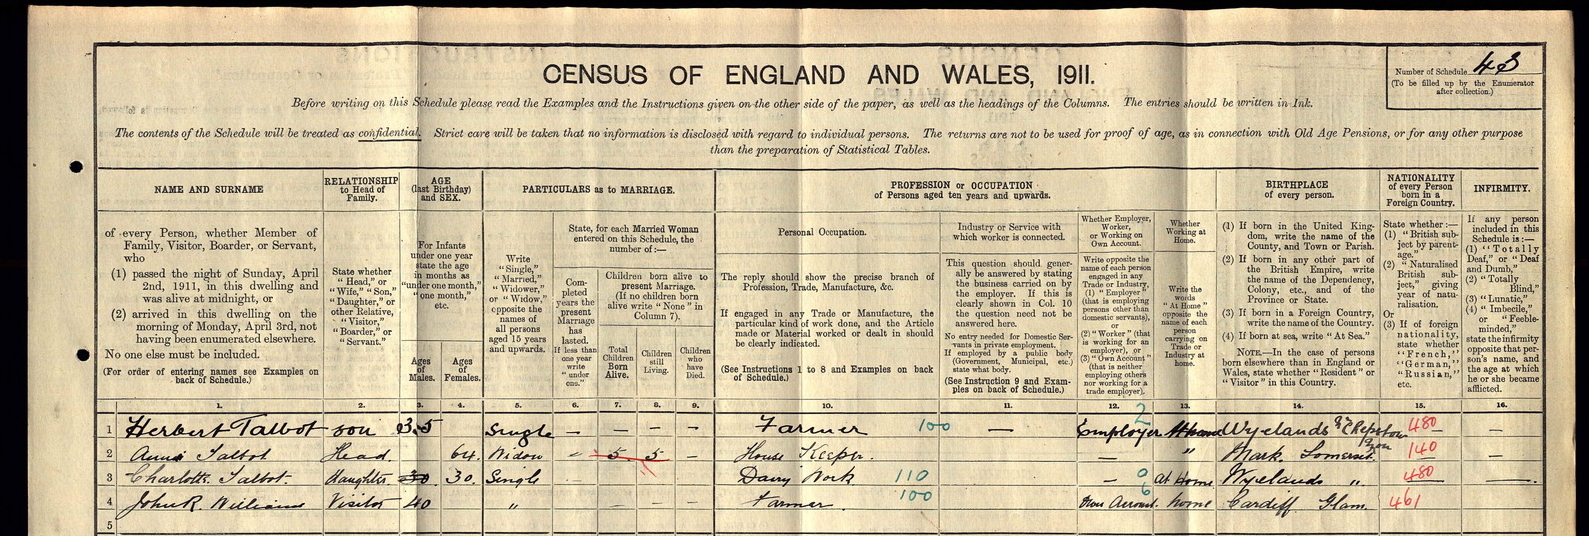 CENSUS OF ENGLAND AND WALES, 1911.
Number of Schedule 43
(To be filled up by the Enumerator
after collection.)
Before writing on this Schedule please read the Examples and the Instructions given on the other side of the paper, as well as the headings of the Columns. The entries should be written in Ink.
The contents of the Schedule will be treated as confidential. Strict care will be taken that no information is disclosed with regard to individual persons. The returns are not to be used for proof of age, as in connection with Old Age Pensions, or for any other purpose
than the preparation of Statistical Tables.
NAME AND SURNAME
RELATIONSHIP
to Head of
Family.
AGE
(last Birthday)
and SEX.
PARTICULARS as to MARRIAGE.
PROFESSION or OCCUPATION
of Persons aged ten years and upwards.
BIRTHPLACE
of every person.
NATIONALITY
of every Person
born in a
Foreign Country.
INFIRMITY.
of every Person, whether Member of
Family, Visitor, Boarder, or Servant,
who
(1) passed the night of Sunday, April
2nd, 1911, in this dwelling and
was alive at midnight, or
(2) arrived in this dwelling on the
morning of Monday, April 3rd, not
having been enumerated elsewhere.
No one else must be included.
(For order of entering names see Examples on
back of Schedule.)
State whether
"Head," or
"Wife," "Son,"
"Daughter," or
other Relative,
"Visitor,"
"Boarder," or
"Servant."
For Infants
under one year
state the age
in months as
"under one month,"
"one month,"
etc.
Ages
of
Males.
Ages
of
Females.
Write
"Single,"
"Married,"
"Widower,"
or "Widow,"
opposite the
names of
all persons
aged 15 years
and upwards.
State, for each Married Woman
entered on this Schedule, the
number of :—
Completed
years the
present
Marriage
has
lasted.
If less than
one year
write
"under
one."
Children born alive to
present Marriage.
(If no children born
alive write "None" in
Column 7).
Total
Children
Born
Alive.
Children
still
Living.
Children
who
have
Died.
Personal Occupation.
The reply should show the precise branch of
Profession, Trade, Manufacture, &c.
If engaged in any Trade or Manufacture, the
particular kind of work done, and the Article
made or Material worked or dealt in should
be clearly indicated.
(See Instructions 1 to 8 and Examples on back
of Schedule.)
Industry or Service with
which worker is connected.
This question should generally
be answered by stating
the business carried on by
the employer. If this is
clearly shown in Col. 10
the question need not be
answered here.
No entry needed for Domestic Servants
in private employment.
If employed by a public body
(Government, Municipal, etc.)
state what body.
(See Instruction 9 and Examples
on back of Schedule.)
Whether Employer,
Worker,
or Working on
Own Account.
Write opposite the
name of each person
engaged in any
Trade or Industry,
(1) "Employer"
(that is employing
persons other than
domestic servants),
or
(2) "Worker" (that
is working for an
employer), or
(3) "Own Account"
(that is neither
employing others
nor working for a
trade employer).
Whether
Working at
Home.
Write the
words
"At Home"
opposite the
name of each
person
carrying on
Trade or
Industry at
home.
(1) If born in the United Kingdom,
write the name of the
County, and Town or Parish.
(2) If born in any other part of
the British Empire, write
the name of the Dependency,
Colony, etc., and of the
Province or State.
(3) If born in a Foreign Country,
write the name of the Country.
(4) If born at sea, write "At Sea."
NOTE.—In the case of persons
born elsewhere than in England or
Wales, state whether "Resident" or
"Visitor" in this Country.
State whether :—
(1) "British subject
by parentage."
(2) "Naturalised
British subject,"
giving
year of naturalisation.
Or
(3) If of foreign
nationality,
state whether
"French,"
"German,"
"Russian,"
etc.
If any person
included in this
Schedule is :—
(1) "Totally
Deaf," or "Deaf
and Dumb,"
(2) "Totally
Blind,"
(3) "Lunatic,"
(4) "Imbecile,"
or "Feeble-
minded,"
state the infirmity
opposite that person's
name, and
the age at which
he or she became
afflicted.
1. 2. 3. 4. 5. 6. 7. 8. 9. 10. 11. 12. 13. 14. 15. 16.
1 Herbert Talbot son 35 Single — — — — Farmer 100 — 2 Employer Wyelands Chepstow 480 —
2 Anna Talbot Head 64. Widow - 5 5 - House Keeper. — " Mark Somerset. 140 —
3 Charlotte Talbot. Daughter 30 30. Single Dairy Work 110 — 0 at Home Wyelands " 480 —
4 John R. Williams Visitor 40 " Farmer. 100 6 Own Account. home Cardiff Glam. 461
5